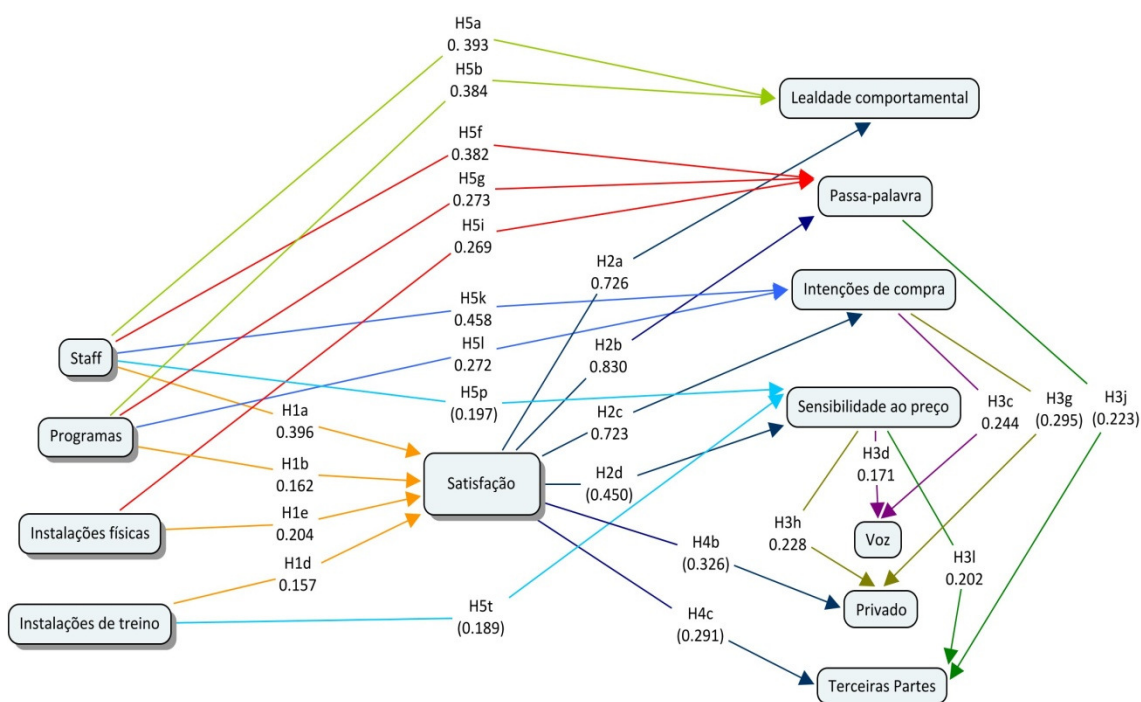 H5a
0. 393
H5b
0.384
Lealdade comportamental
H5f
0.382
H5g
0.273
Passa-palavra
H5i
0.269
H2a
0.726
Intenções de compra
H5k
0.458
H5l
0.272
H2b
0.830
Staff
H5p
(0.197)
Sensibilidade ao preço
H3c
0.244
H3g
(0.295)
H3j
(0.223)
H1a
0.396
H2c
0.723
Programas
H3d
0.171
H1b
0.162
Satisfação
H2d
(0.450)
H1e
0.204
Instalações físicas
H3h
0.228
Voz
H4b
(0.326)
H3l
0.202
H1d
0.157
Privado
Instalações de treino
H5t
(0.189)
H4c
(0.291)
Terceiras Partes